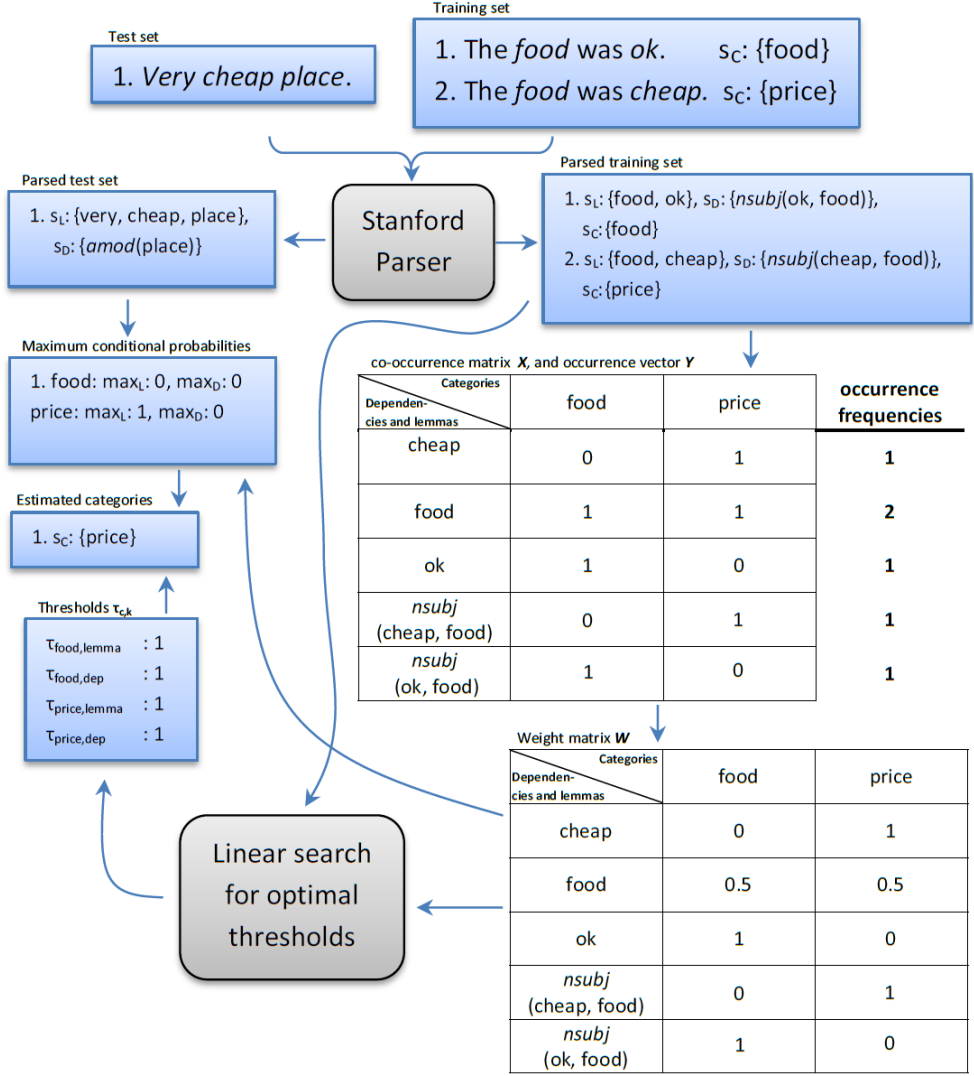 Test set
1. Very cheap place.
Training set
1. The food was ok. sC: {food}
2. The food was cheap. sC: {price}
Parsed test set
1. sL: {very, cheap, place},
sD: {amod(place)}
Stanford
Parser
Parsed training set
1. sL: {food, ok}, sD: {nsubj(ok, food)},
sC:{food}
2. sL: {food, cheap}, sD: {nsubj(cheap, food)},
sC:{price}
Maximum conditional probabilities
1. food: maxL: 0, maxD: 0
price: maxL: 1, maxD: 0
Estimated categories
1. sC: {price}
Thresholds τc,k
τfood,lemma : 1
τfood,dep : 1
τprice,lemma : 1
τprice,dep : 1
Linear search
for optimal
thresholds
co-occurrence matrix X, and occurrence vector Y
Categories
Dependen-
cies and lemmas
food price
occurrence
frequencies
cheap
0 1 1
food 1 1 2
ok 1 0 1
nsubj
(cheap, food) 0 1 1
nsubj
(ok, food) 1 0 1
Weight matrix W
Categories
Dependen-
cies and lemmas
food price
cheap 0 1
food 0.5 0.5
ok 1 0
nsubj
(cheap, food) 0 1
nsubj
(ok, food) 1 0